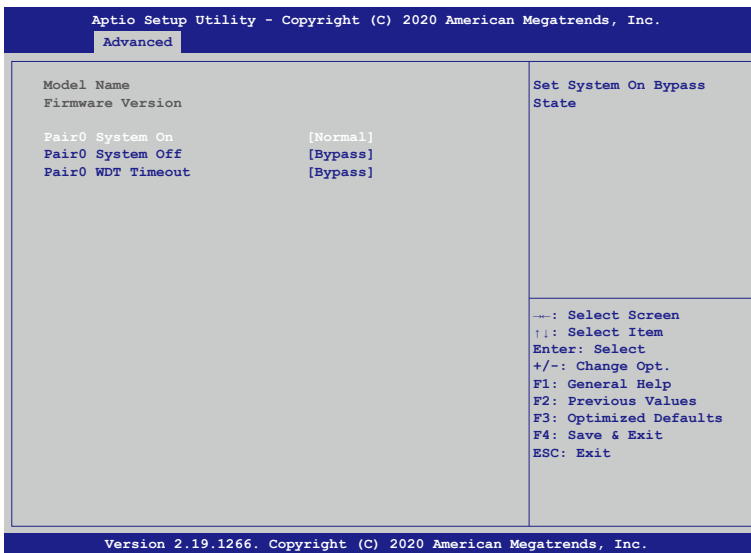 Aptio Setup Utility - Copyright (C) 2020 American Megatrends, Inc.
Advanced
Model Name
Firmware Version
Pair0 System On [Normal]
Pair0 System Off [Bypass]
Pair0 WDT Timeout [Bypass]
Set System On Bypass
State
→←: Select Screen
↑↓: Select Item
Enter: Select
+/-: Change Opt.
F1: General Help
F2: Previous Values
F3: Optimized Defaults
F4: Save & Exit
ESC: Exit
Version 2.19.1266. Copyright (C) 2020 American Megatrends, Inc.